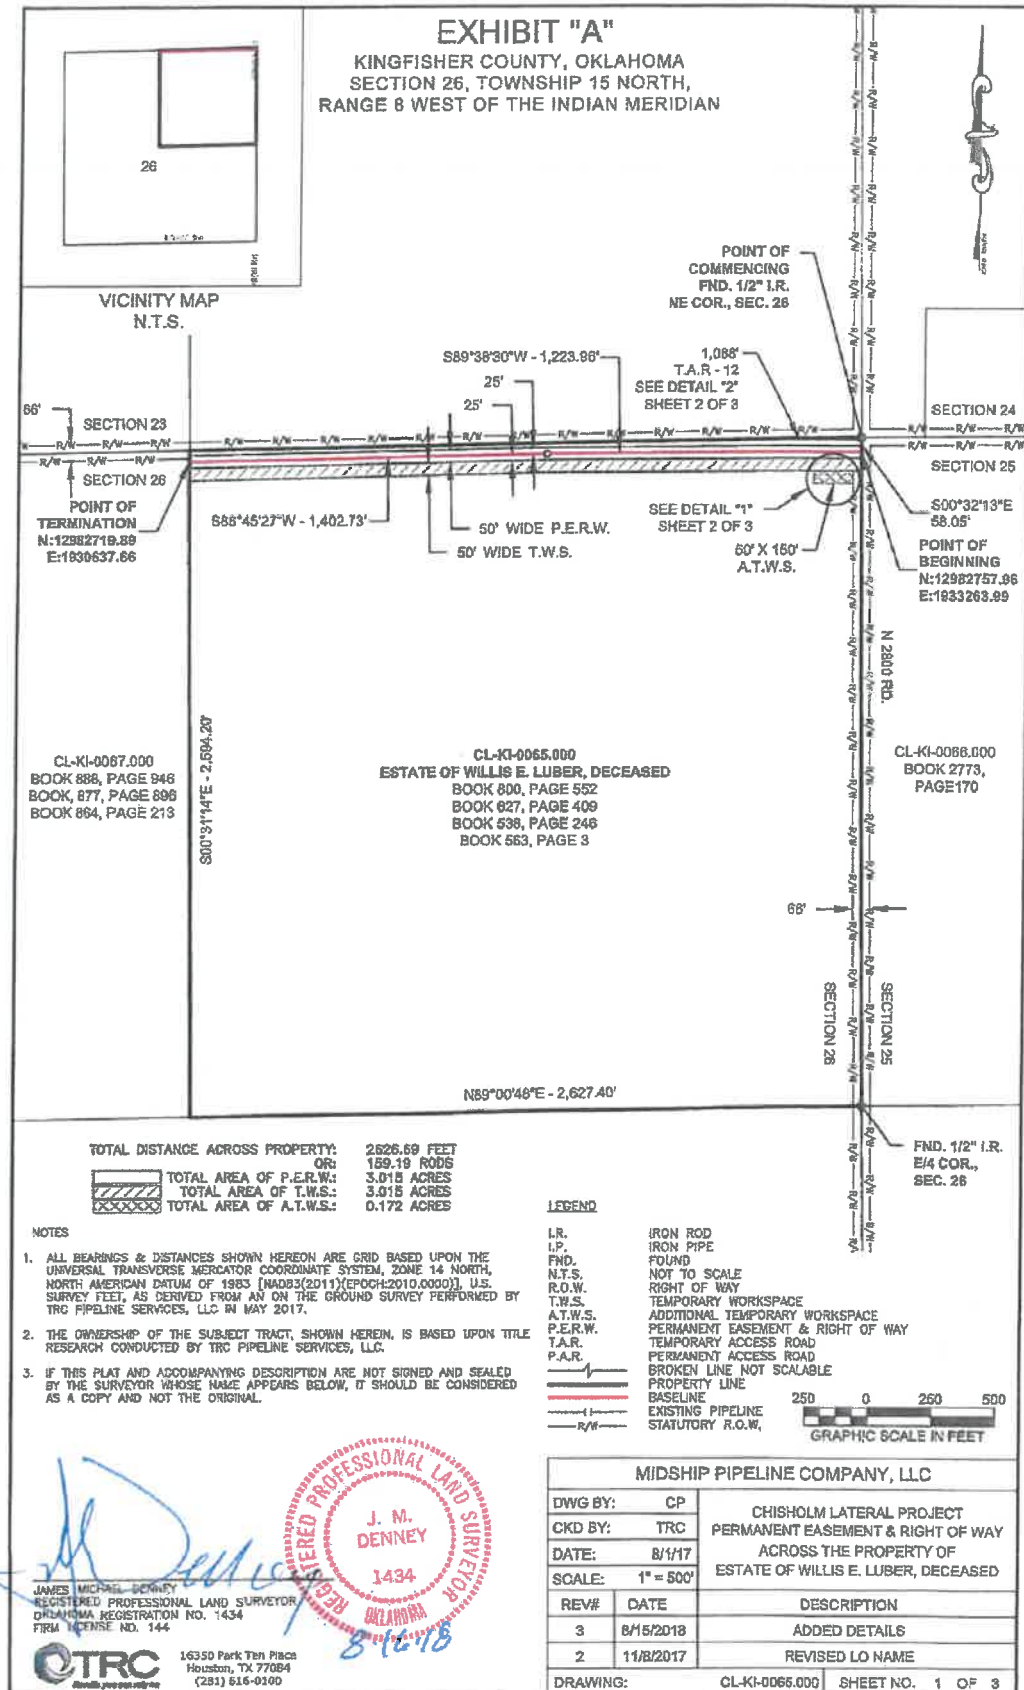 EXHIBIT "A"
KINGFISHER COUNTY, OKLAHOMA
SECTION 26, TOWNSHIP 15 NORTH,
RANGE 6 WEST OF THE INDIAN MERIDIAN
26
VICINITY MAP
N.T.S.
POINT OF
COMMENCING
FND. 1/2" I.R.
NE COR., SEC. 26
S89°38'30"W - 1,223.96'
25'
25'
1,088'
T.A.R - 12
SEE DETAIL "2"
SHEET 2 OF 3
66'
SECTION 23
SECTION 24
R/W
SECTION 26
SECTION 25
POINT OF
TERMINATION
N:12982719.89
E:1930637.66
S88°45'27"W - 1,402.73'
50' WIDE P.E.R.W.
50' WIDE T.W.S.
SEE DETAIL "1"
SHEET 2 OF 3
60' X 150'
A.T.W.S.
S00°32'13"E
58.05'
POINT OF
BEGINNING
N:12982757.96
E:1933263.99
N 2800 RD.
S00°31'14"E - 2,594.20'
CL-KI-0067.000
BOOK 888, PAGE 946
BOOK, 877, PAGE 896
BOOK 864, PAGE 213
CL-KI-0065.000
ESTATE OF WILLIS E. LUBER, DECEASED
BOOK 800, PAGE 552
BOOK 627, PAGE 409
BOOK 538, PAGE 246
BOOK 563, PAGE 3
CL-KI-0066.000
BOOK 2773,
PAGE170
66'
SECTION 26
SECTION 25
N89°00'46"E - 2,627.40'
FND. 1/2" I.R.
E/4 COR.,
SEC. 26
TOTAL DISTANCE ACROSS PROPERTY: 2626.69 FEET
OR: 159.19 RODS
TOTAL AREA OF P.E.R.W.: 3.015 ACRES
TOTAL AREA OF T.W.S.: 3.015 ACRES
TOTAL AREA OF A.T.W.S.: 0.172 ACRES
NOTES
1. ALL BEARINGS & DISTANCES SHOWN HEREON ARE GRID BASED UPON THE
UNIVERSAL TRANSVERSE MERCATOR COORDINATE SYSTEM, ZONE 14 NORTH,
NORTH AMERICAN DATUM OF 1983 [NAD83(2011)(EPOCH:2010.0000)], U.S.
SURVEY FEET, AS DERIVED FROM AN ON THE GROUND SURVEY PERFORMED BY
TRC PIPELINE SERVICES, LLC IN MAY 2017.
2. THE OWNERSHIP OF THE SUBJECT TRACT, SHOWN HEREIN, IS BASED UPON TITLE
RESEARCH CONDUCTED BY TRC PIPELINE SERVICES, LLC.
3. IF THIS PLAT AND ACCOMPANYING DESCRIPTION ARE NOT SIGNED AND SEALED
BY THE SURVEYOR WHOSE NAME APPEARS BELOW, IT SHOULD BE CONSIDERED
AS A COPY AND NOT THE ORIGINAL.
LEGEND
I.R. IRON ROD
I.P. IRON PIPE
FND. FOUND
N.T.S. NOT TO SCALE
R.O.W. RIGHT OF WAY
T.W.S. TEMPORARY WORKSPACE
A.T.W.S. ADDITIONAL TEMPORARY WORKSPACE
P.E.R.W. PERMANENT EASEMENT & RIGHT OF WAY
T.A.R. TEMPORARY ACCESS ROAD
P.A.R. PERMANENT ACCESS ROAD
BROKEN LINE NOT SCALABLE
PROPERTY LINE
BASELINE
EXISTING PIPELINE
R/W STATUTORY R.O.W.
250 0 250 500
GRAPHIC SCALE IN FEET
REGISTERED PROFESSIONAL LAND SURVEYOR
J. M.
DENNEY
1434
OKLAHOMA
8-16-18
JAMES MICHAEL DENNEY
REGISTERED PROFESSIONAL LAND SURVEYOR
OKLAHOMA REGISTRATION NO. 1434
FIRM LICENSE NO. 144
TRC
16350 Park Ten Place
Houston, TX 77084
(281) 616-0100
MIDSHIP PIPELINE COMPANY, LLC
DWG BY: CP
CKD BY: TRC
DATE: 8/1/17
SCALE: 1" = 500'
CHISHOLM LATERAL PROJECT
PERMANENT EASEMENT & RIGHT OF WAY
ACROSS THE PROPERTY OF
ESTATE OF WILLIS E. LUBER, DECEASED
REV# DATE DESCRIPTION
3 8/15/2018 ADDED DETAILS
2 11/8/2017 REVISED LO NAME
DRAWING: CL-KI-0065.000 SHEET NO. 1 OF 3